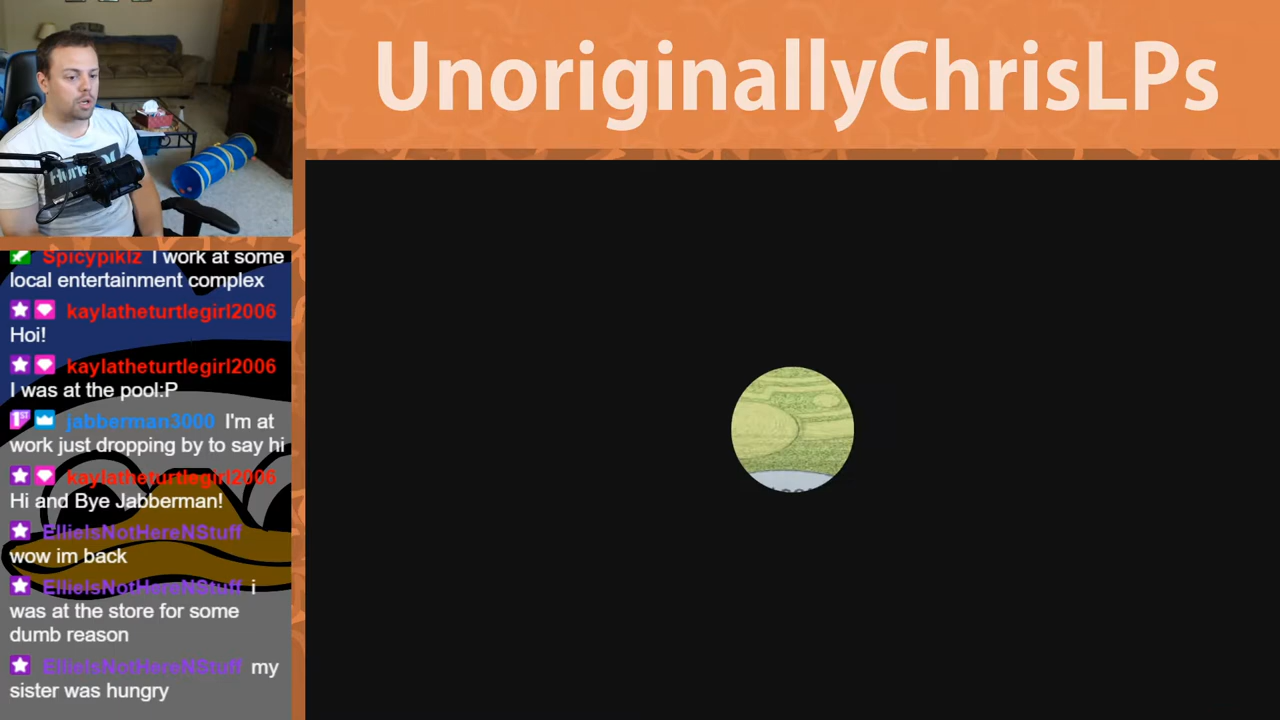 UnoriginallyChrisLPs
Spicypiklz I work at some
local entertainment complex
kaylatheturtlegirl2006
Hoi!
kaylatheturtlegirl2006
I was at the pool:P
jabberman3000 I'm at
work just dropping by to say hi
kaylatheturtlegirl2006
Hi and Bye Jabberman!
EllieIsNotHereNStuff
wow im back
EllieIsNotHereNStuff i
was at the store for some
dumb reason
EllieIsNotHereNStuff my
sister was hungry